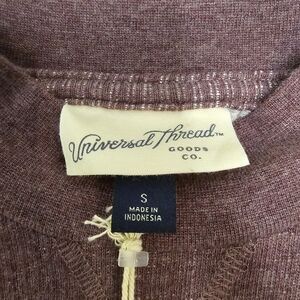 Universal Thread™
GOODS
CO.
S
MADE IN
INDONESIA